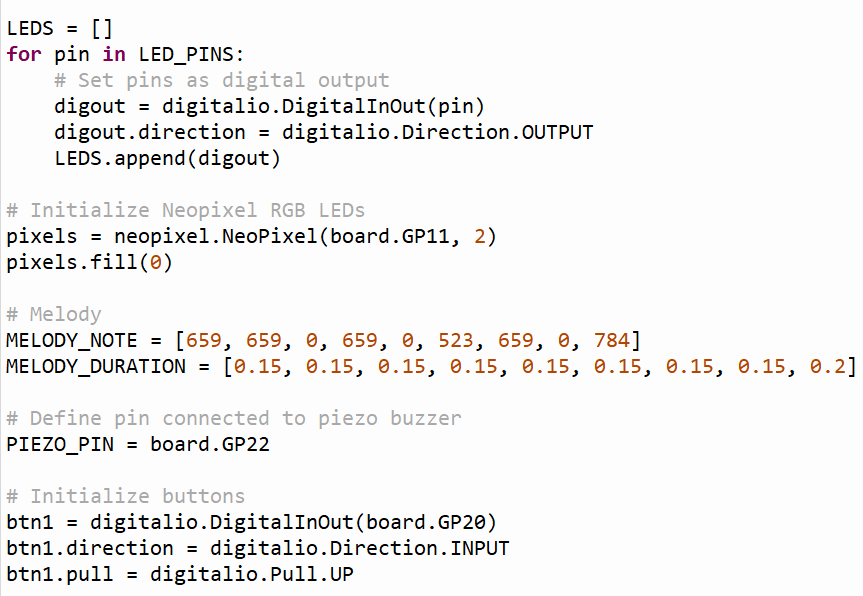 LEDS = []
for pin in LED_PINS:
    # Set pins as digital output
    digout = digitalio.DigitalInOut(pin)
    digout.direction = digitalio.Direction.OUTPUT
    LEDS.append(digout)

# Initialize Neopixel RGB LEDs
pixels = neopixel.NeoPixel(board.GP11, 2)
pixels.fill(0)

# Melody
MELODY_NOTE = [659, 659, 0, 659, 0, 523, 659, 0, 784]
MELODY_DURATION = [0.15, 0.15, 0.15, 0.15, 0.15, 0.15, 0.15, 0.15, 0.2]

# Define pin connected to piezo buzzer
PIEZO_PIN = board.GP22

# Initialize buttons
btn1 = digitalio.DigitalInOut(board.GP20)
btn1.direction = digitalio.Direction.INPUT
btn1.pull = digitalio.Pull.UP